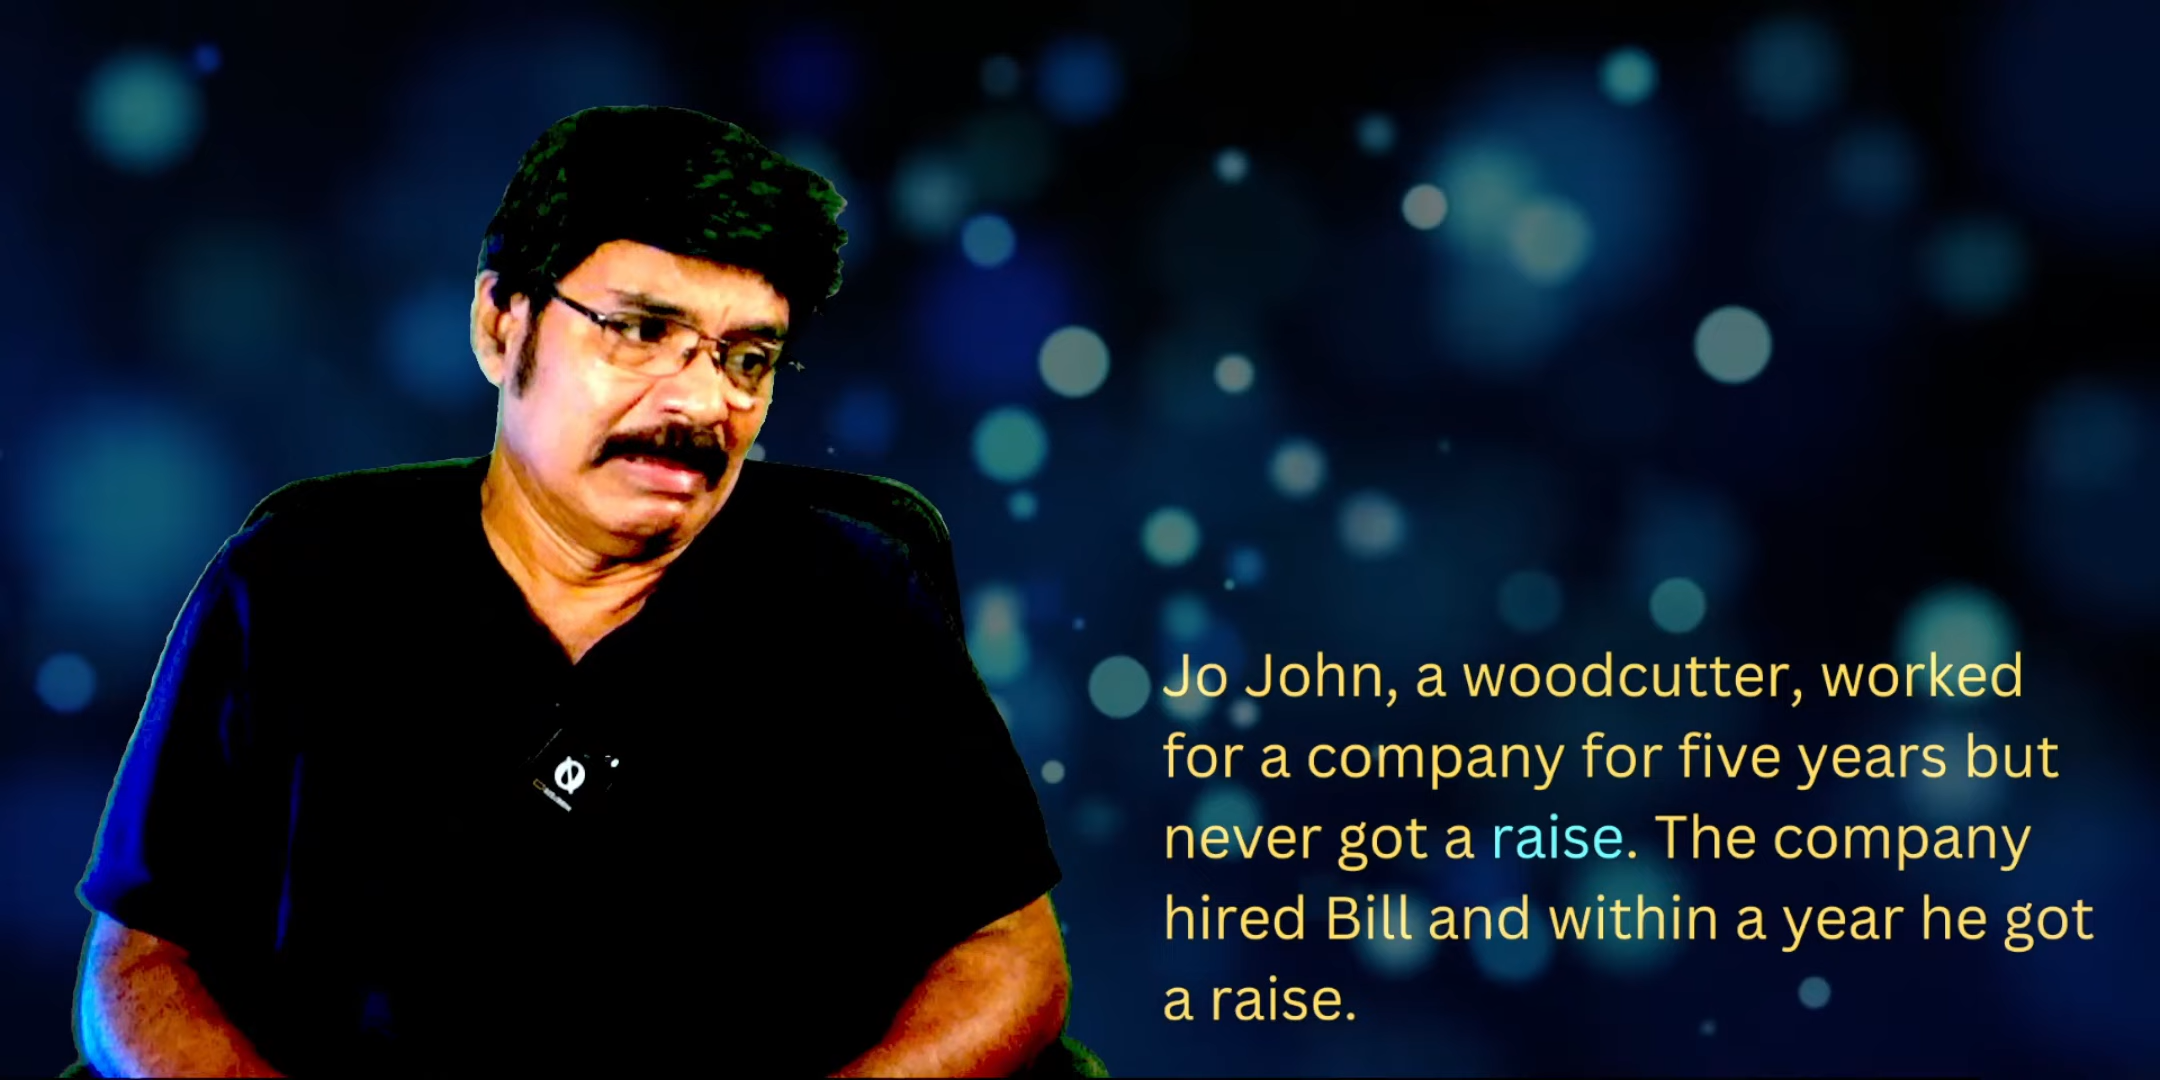 Jo John, a woodcutter, worked
for a company for five years but
never got a raise. The company
hired Bill and within a year he got
a raise.